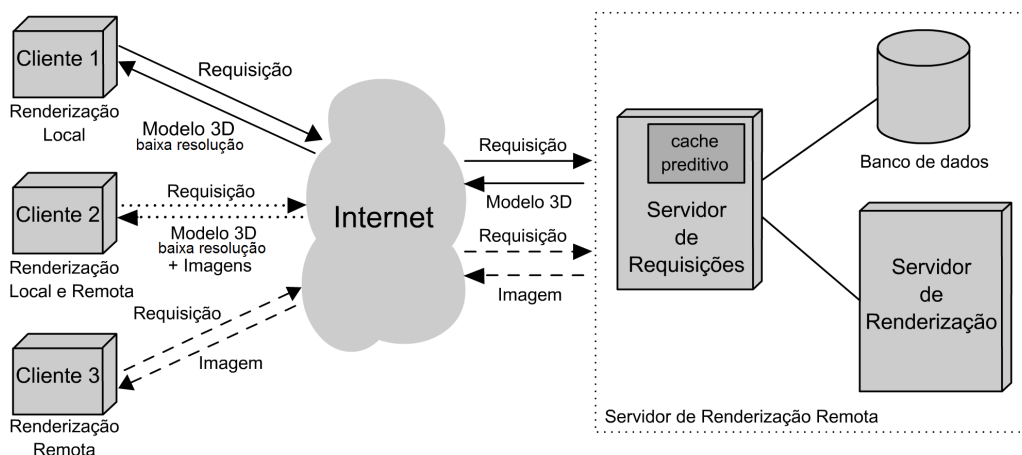 Cliente 1
Renderização
Local
Requisição
Modelo 3D
baixa resolução
Cliente 2
Renderização
Local e Remota
Requisição
Modelo 3D
baixa resolução
+ Imagens
Cliente 3
Renderização
Remota
Requisição
Imagem
Internet
Requisição
Modelo 3D
Requisição
Imagem
cache
preditivo
Servidor
de
Requisições
Banco de dados
Servidor
de
Renderização
Servidor de Renderização Remota